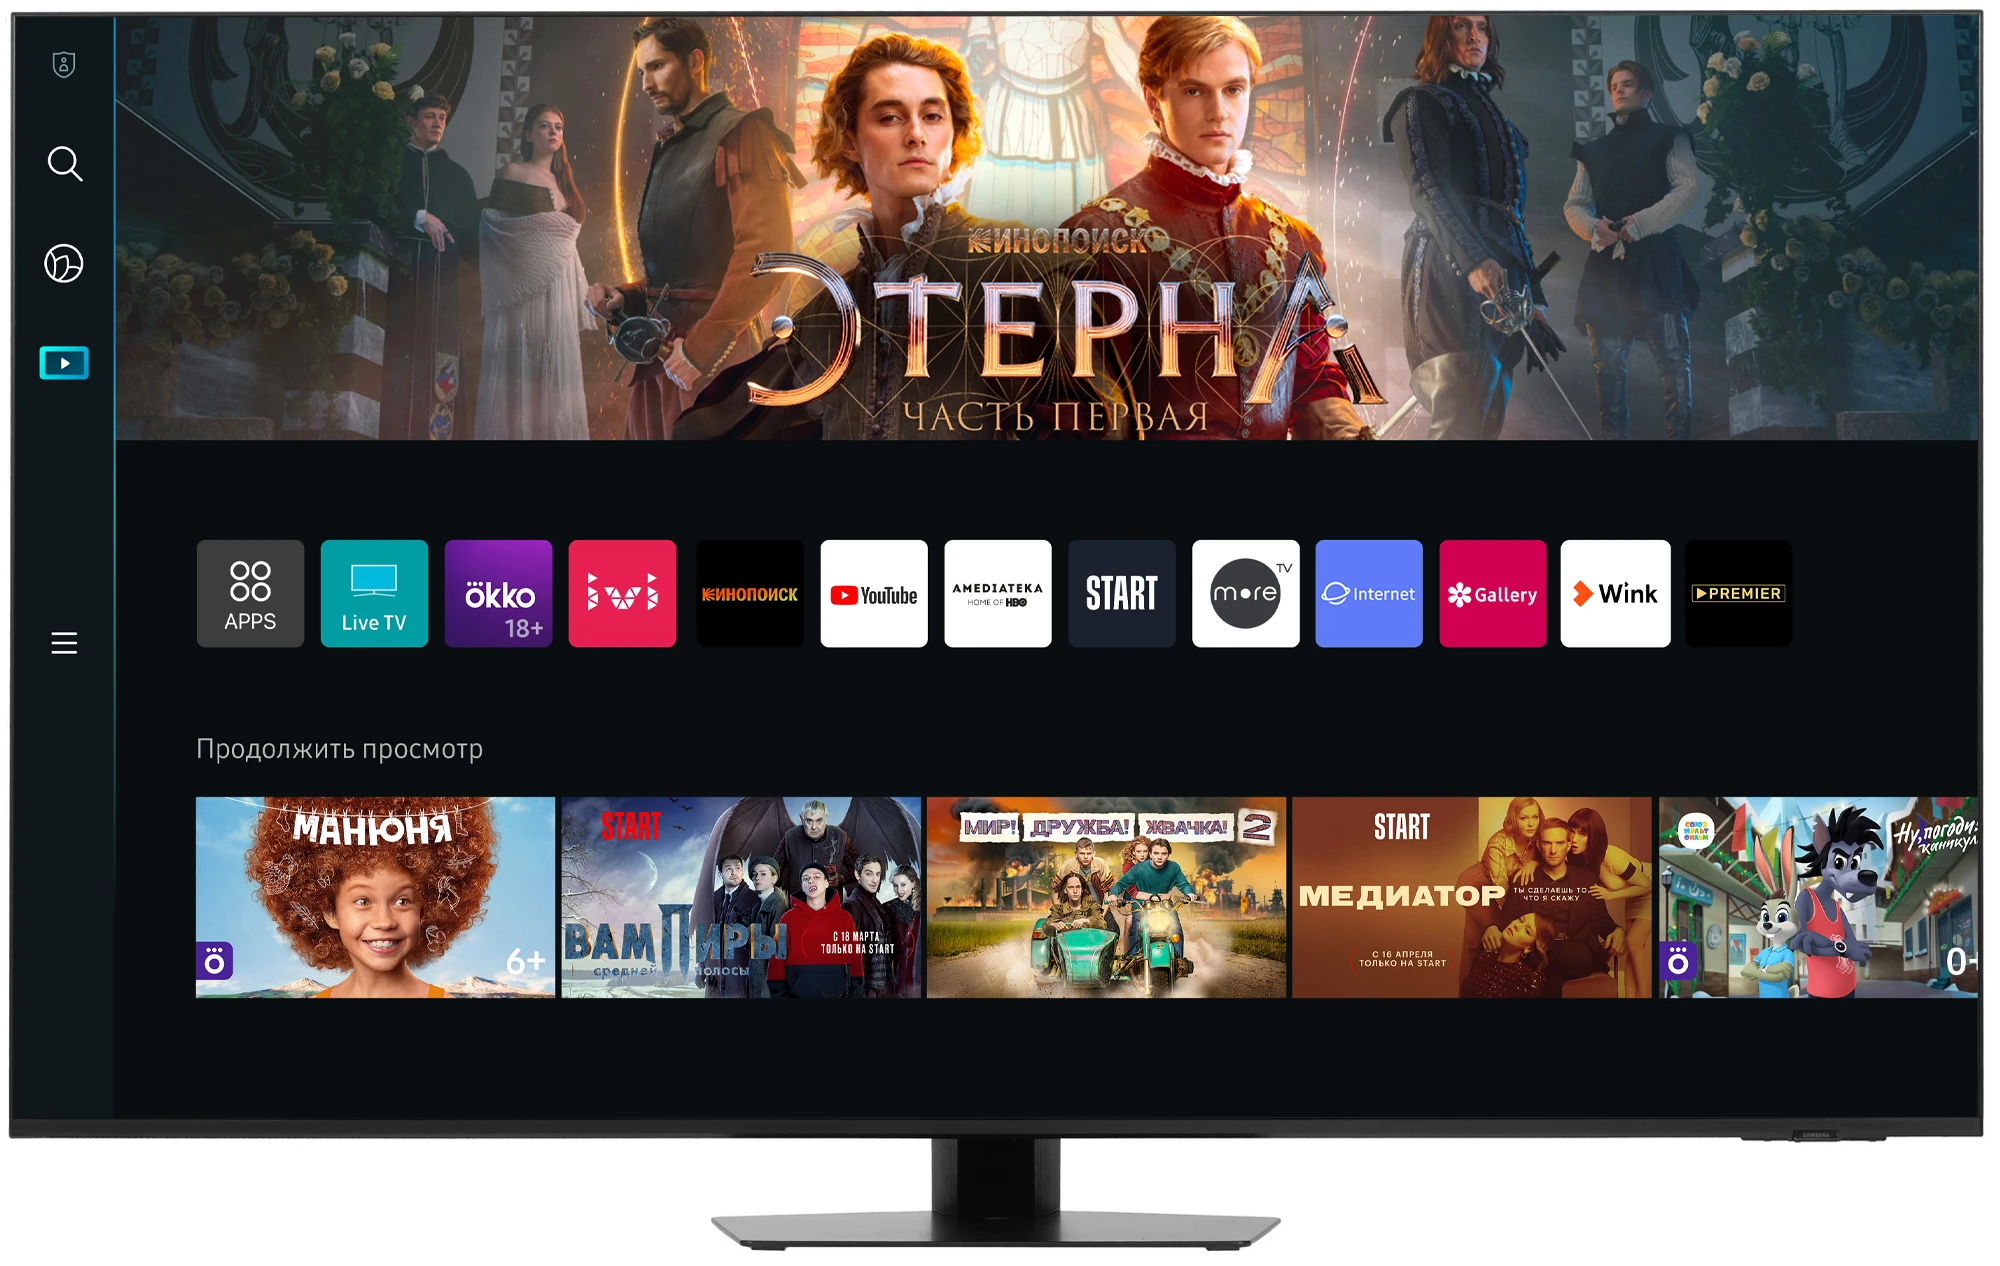 КИНОПОИСК
ЭТЕРНА
ЧАСТЬ ПЕРВАЯ
APPS
Live TV
ökko
18+
ivi
КИНОПОИСК
YouTube
AMEDIATEKA
HOME OF HBO
START
more
TV
Internet
Gallery
Wink
PREMIER
Продолжить просмотр
МАНЮНЯ
ö
6+
START
ВАМПИРЫ
средней полосы
С 18 МАРТА
ТОЛЬКО НА START
МИР! ДРУЖБА! ЖВАЧКА! 2
START
МЕДИАТОР
ТЫ СДЕЛАЕШЬ ТО,
ЧТО Я СКАЖУ
С 16 АПРЕЛЯ
ТОЛЬКО НА START
СОЮЗ
МУЛЬТ
ФИЛЬМ
Ну, погоди!
каникул
ö
0+
SAMSUNG